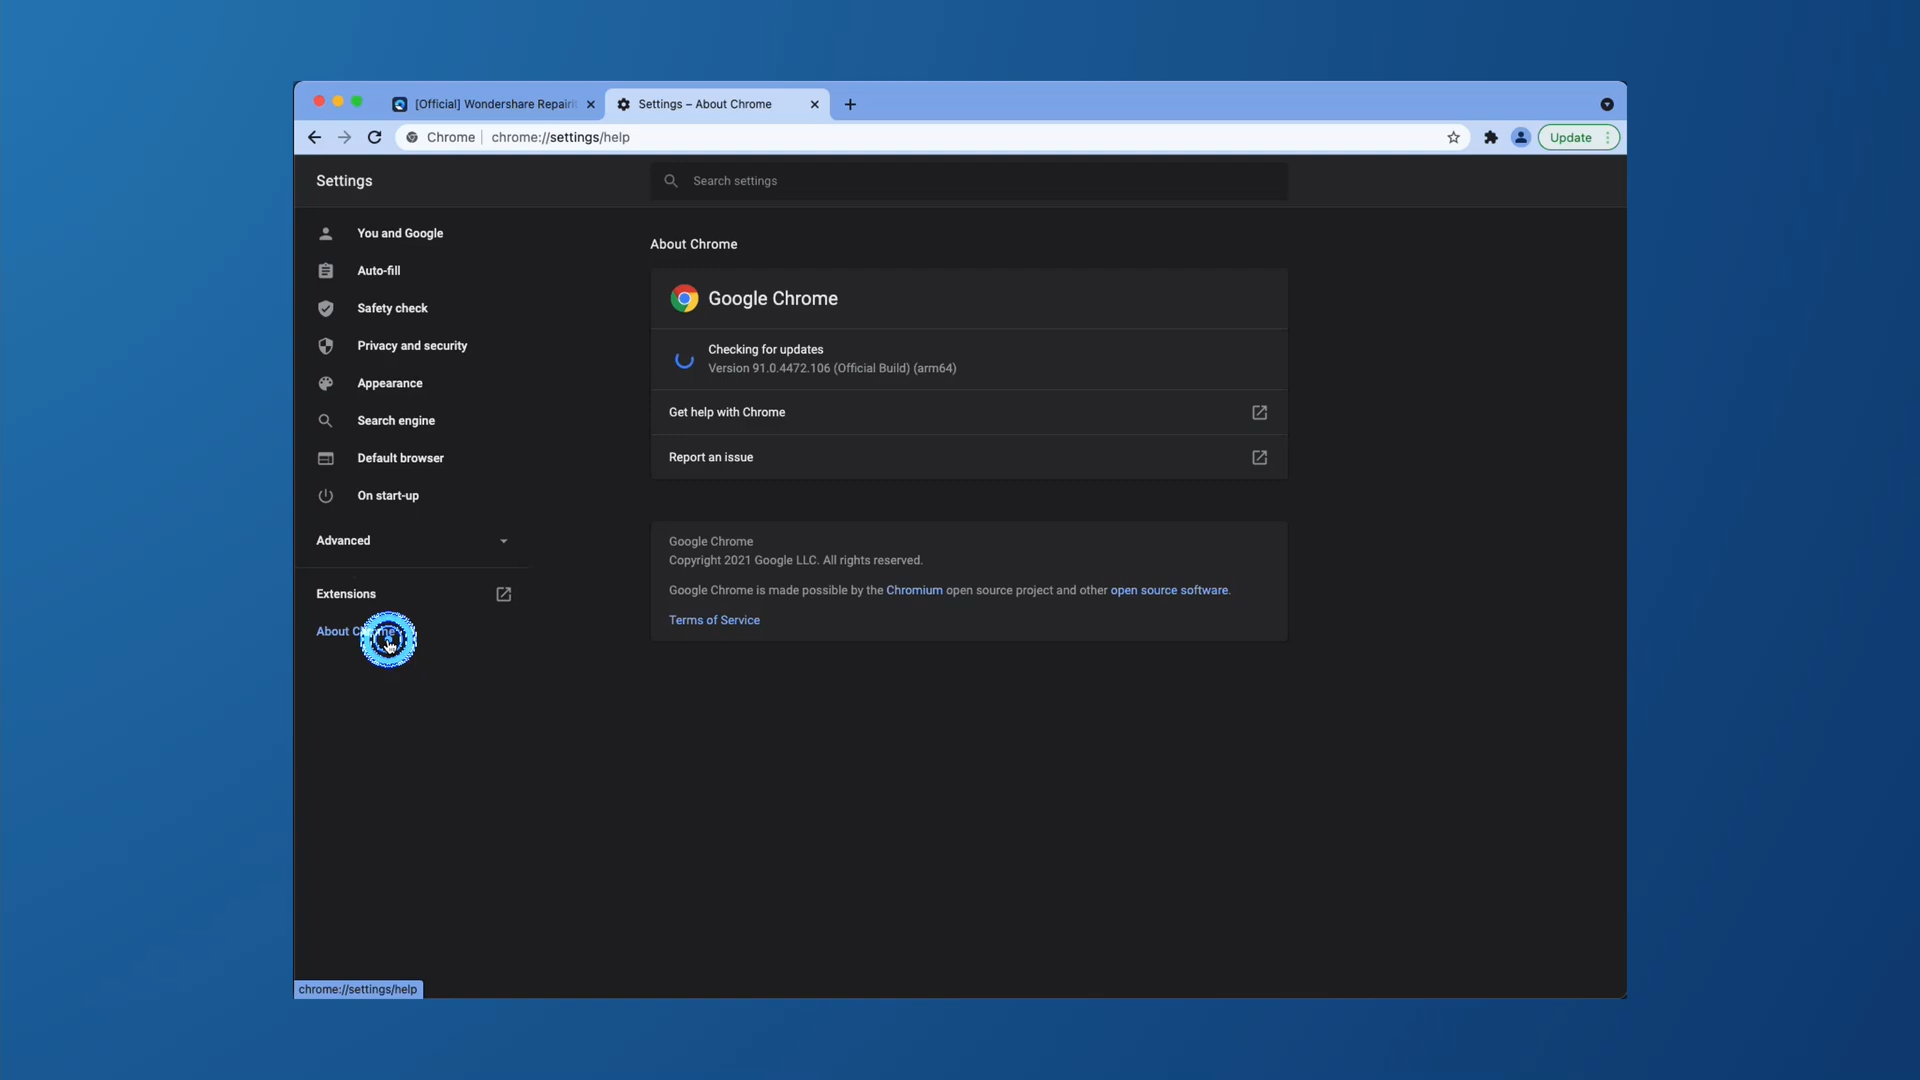 [Official] Wondershare Repairit
Settings – About Chrome
Chrome
chrome://settings/help
Update
Settings
Search settings
You and Google
Auto-fill
Safety check
Privacy and security
Appearance
Search engine
Default browser
On start-up
Advanced
Extensions
About Chrome
About Chrome
Google Chrome
Checking for updates
Version 91.0.4472.106 (Official Build) (arm64)
Get help with Chrome
Report an issue
Google Chrome
Copyright 2021 Google LLC. All rights reserved.
Google Chrome is made possible by the Chromium open source project and other open source software.
Terms of Service
chrome://settings/help